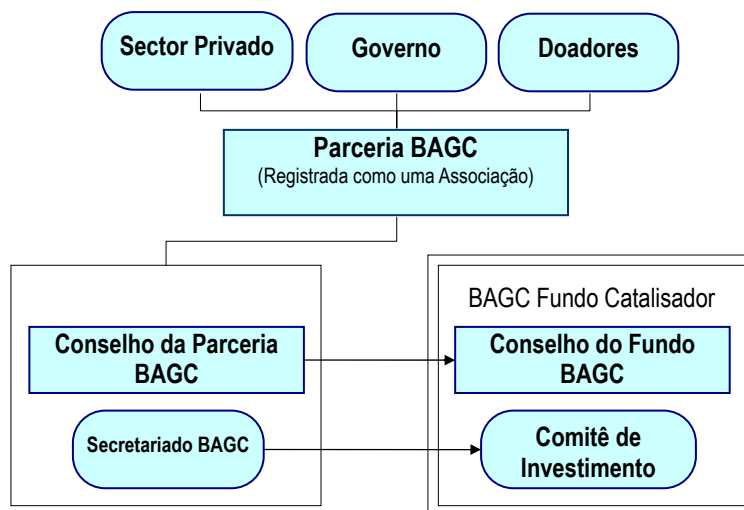 Sector Privado
Governo
Doadores
Parceria BAGC
(Registrada como uma Associação)
BAGC Fundo Catalisador
Conselho da Parceria
BAGC
Conselho do Fundo
BAGC
Secretariado BAGC
Comitê de
Investimento